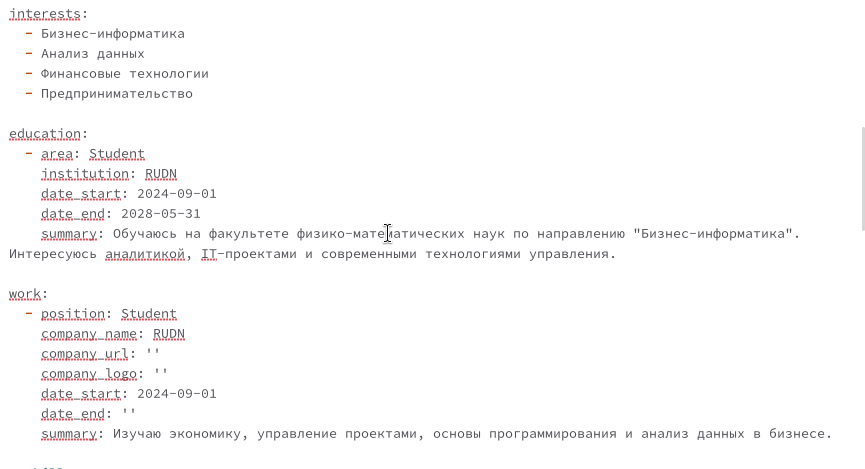 interests:
  - Бизнес-информатика
  - Анализ данных
  - Финансовые технологии
  - Предпринимательство

education:
  - area: Student
    institution: RUDN
    date_start: 2024-09-01
    date_end: 2028-05-31
    summary: Обучаюсь на факультете физико-математических наук по направлению "Бизнес-информатика".
Интересуюсь аналитикой, IT-проектами и современными технологиями управления.

work:
  - position: Student
    company_name: RUDN
    company_url: ''
    company_logo: ''
    date_start: 2024-09-01
    date_end: ''
    summary: Изучаю экономику, управление проектами, основы программирования и анализ данных в бизнесе.